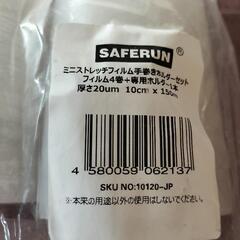 SAFERUN
ミニストレッチフィルム手巻きホルダーセット
フィルム4巻+専用ホルダー1本
厚さ20um 10cm x 150m
4 580059 062137
SKU NO:10120-JP
※本来の用途以外の使用はしないでください。